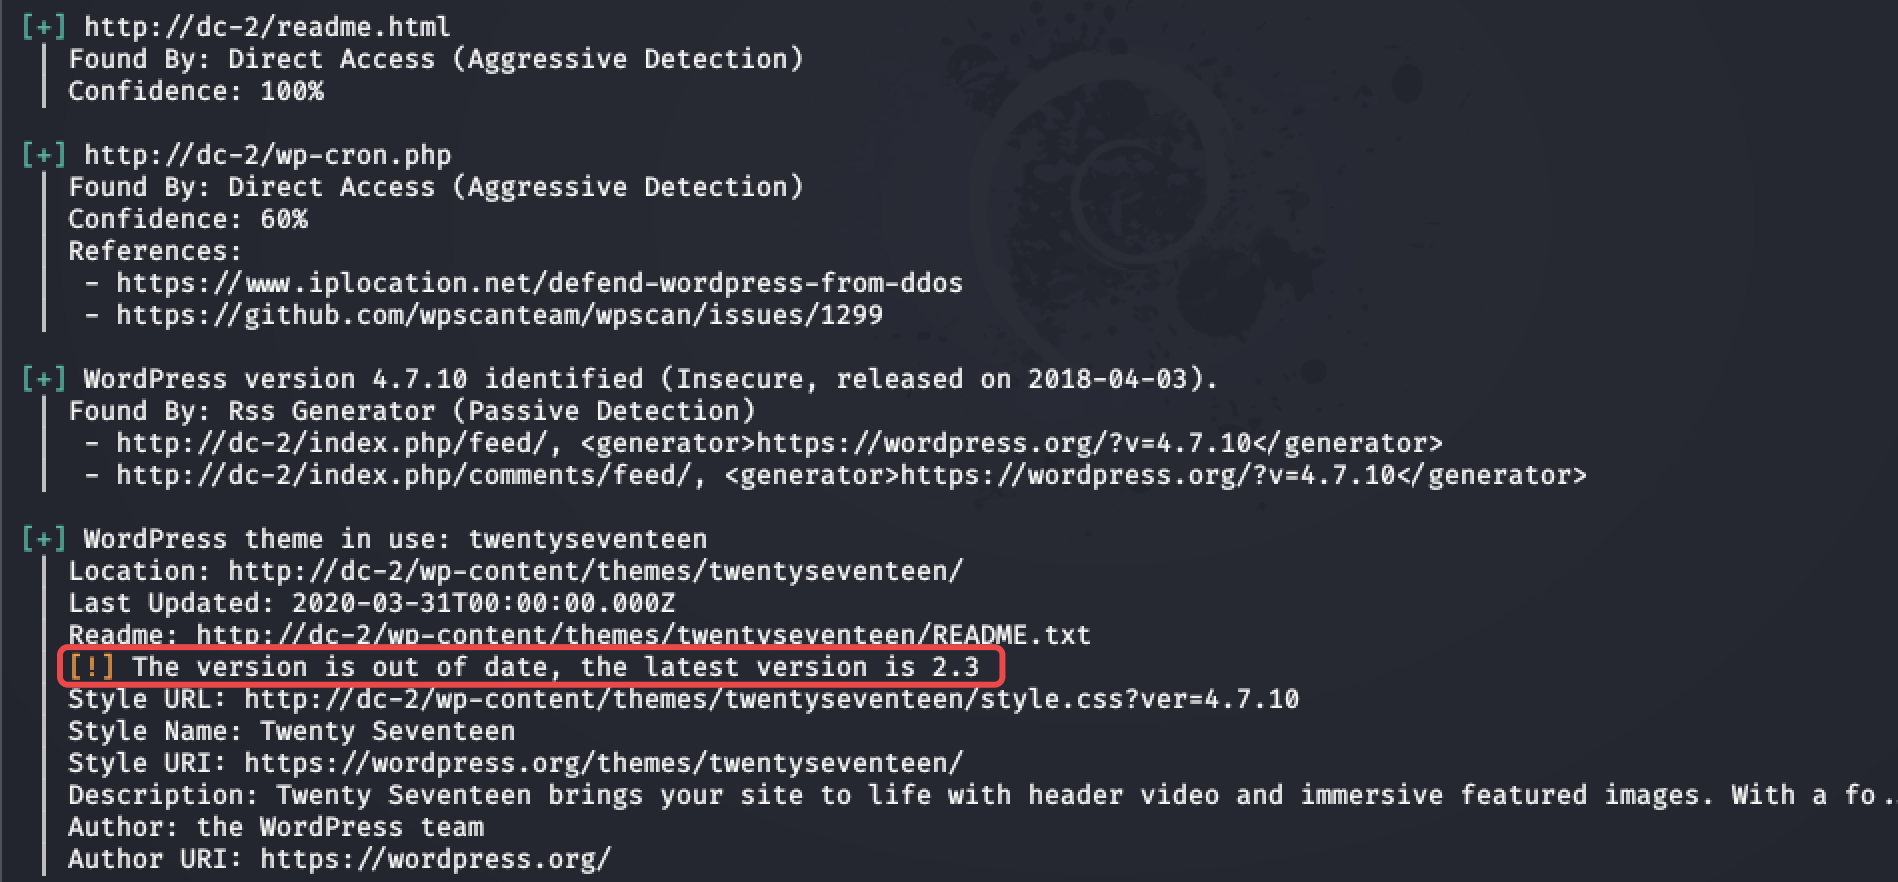 [+] http://dc-2/readme.html
| Found By: Direct Access (Aggressive Detection)
| Confidence: 100%
[+] http://dc-2/wp-cron.php
| Found By: Direct Access (Aggressive Detection)
| Confidence: 60%
| References:
|  - https://www.iplocation.net/defend-wordpress-from-ddos
|  - https://github.com/wpscanteam/wpscan/issues/1299
[+] WordPress version 4.7.10 identified (Insecure, released on 2018-04-03).
| Found By: Rss Generator (Passive Detection)
|  - http://dc-2/index.php/feed/, <generator>https://wordpress.org/?v=4.7.10</generator>
|  - http://dc-2/index.php/comments/feed/, <generator>https://wordpress.org/?v=4.7.10</generator>
[+] WordPress theme in use: twentyseventeen
| Location: http://dc-2/wp-content/themes/twentyseventeen/
| Last Updated: 2020-03-31T00:00:00.000Z
| Readme: http://dc-2/wp-content/themes/twentyseventeen/README.txt
| [!] The version is out of date, the latest version is 2.3
| Style URL: http://dc-2/wp-content/themes/twentyseventeen/style.css?ver=4.7.10
| Style Name: Twenty Seventeen
| Style URI: https://wordpress.org/themes/twentyseventeen/
| Description: Twenty Seventeen brings your site to life with header video and immersive featured images. With a fo..
| Author: the WordPress team
| Author URI: https://wordpress.org/